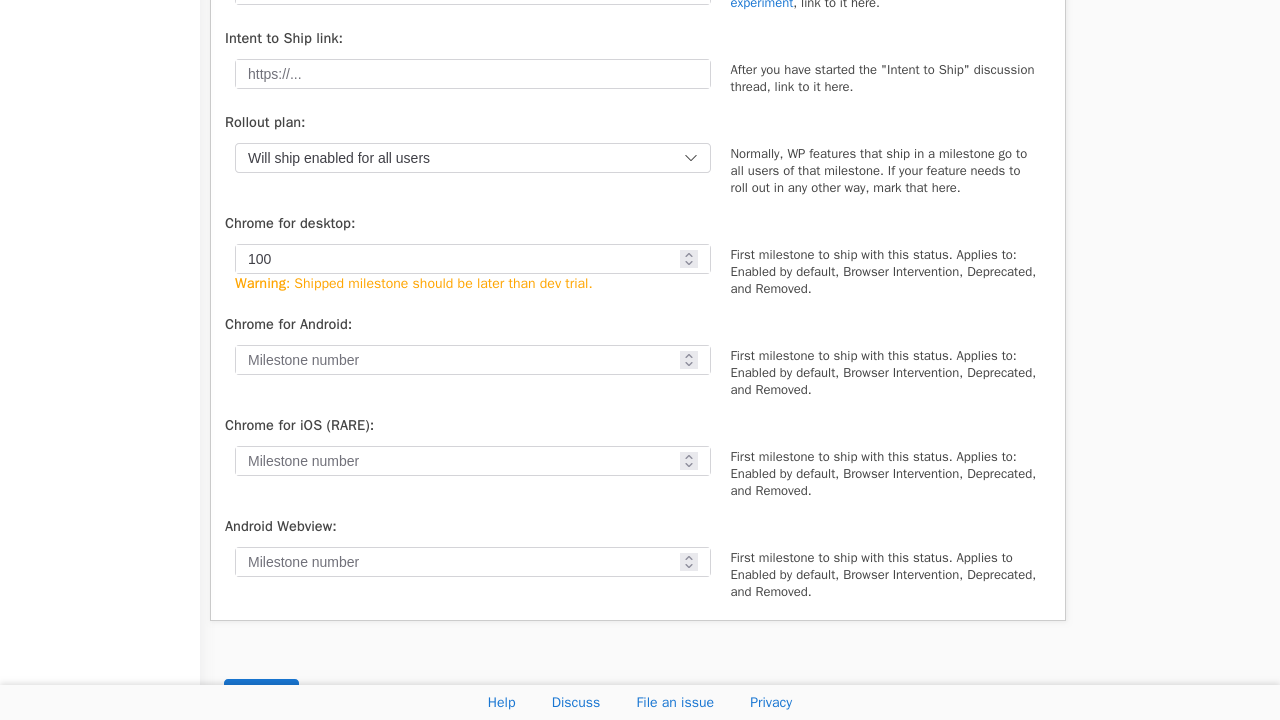 experiment, link to it here.
Intent to Ship link:
https://...
After you have started the "Intent to Ship" discussion
thread, link to it here.
Rollout plan:
Will ship enabled for all users
Normally, WP features that ship in a milestone go to
all users of that milestone. If your feature needs to
roll out in any other way, mark that here.
Chrome for desktop:
100
Warning: Shipped milestone should be later than dev trial.
First milestone to ship with this status. Applies to:
Enabled by default, Browser Intervention, Deprecated,
and Removed.
Chrome for Android:
Milestone number
First milestone to ship with this status. Applies to:
Enabled by default, Browser Intervention, Deprecated,
and Removed.
Chrome for iOS (RARE):
Milestone number
First milestone to ship with this status. Applies to:
Enabled by default, Browser Intervention, Deprecated,
and Removed.
Android Webview:
Milestone number
First milestone to ship with this status. Applies to
Enabled by default, Browser Intervention, Deprecated,
and Removed.
Help Discuss File an issue Privacy